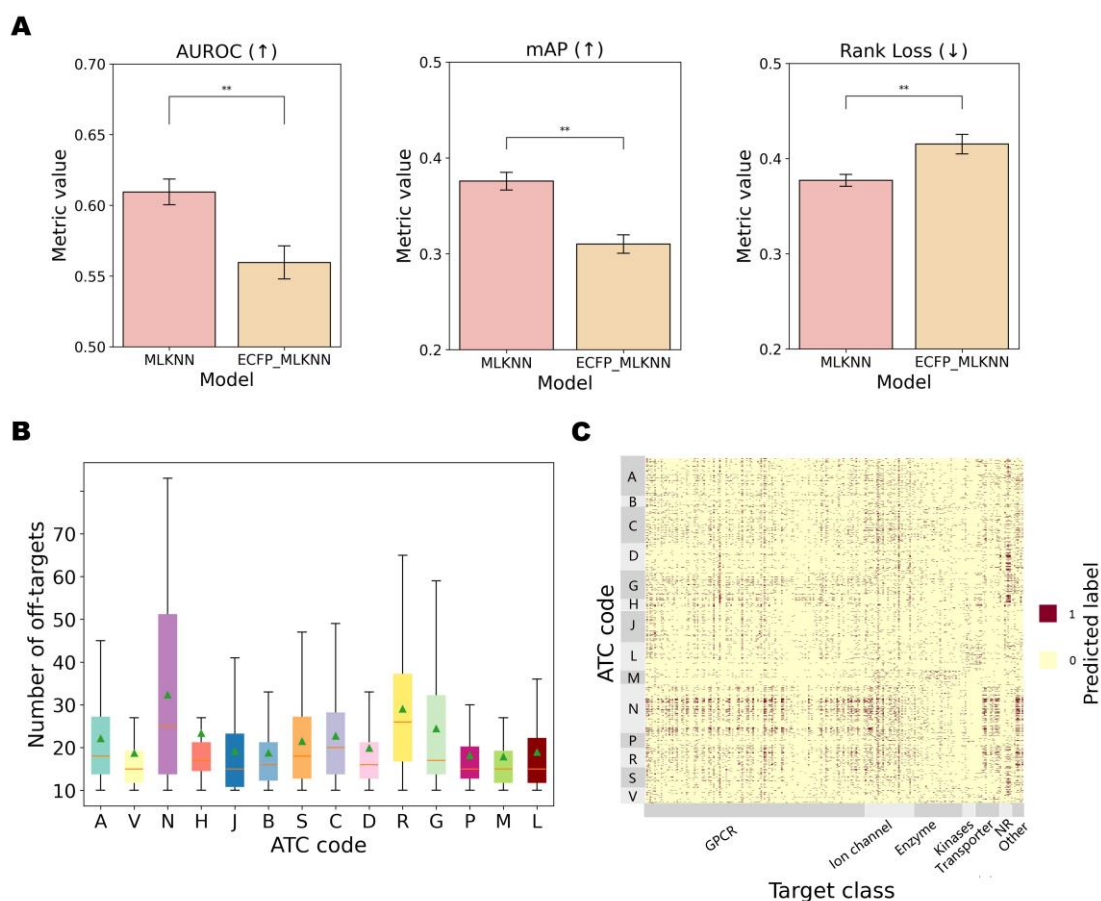 A
AUROC (↑)
0.70
0.65
0.60
0.55
0.50
Metric value
**
MLKNN
ECFP_MLKNN
Model
mAP (↑)
0.5
0.4
0.3
0.2
Metric value
**
MLKNN
ECFP_MLKNN
Model
Rank Loss (↓)
0.5
0.4
0.3
0.2
Metric value
**
MLKNN
ECFP_MLKNN
Model
B
Number of off-targets
70
60
50
40
30
20
10
A V N H J B S C D R G P M L
ATC code
C
ATC code
A
B
C
D
G
H
J
L
M
N
P
R
S
V
GPCR
Ion channel
Enzyme
Kinases
Transporter
NR
Other
Target class
1
0
Predicted label